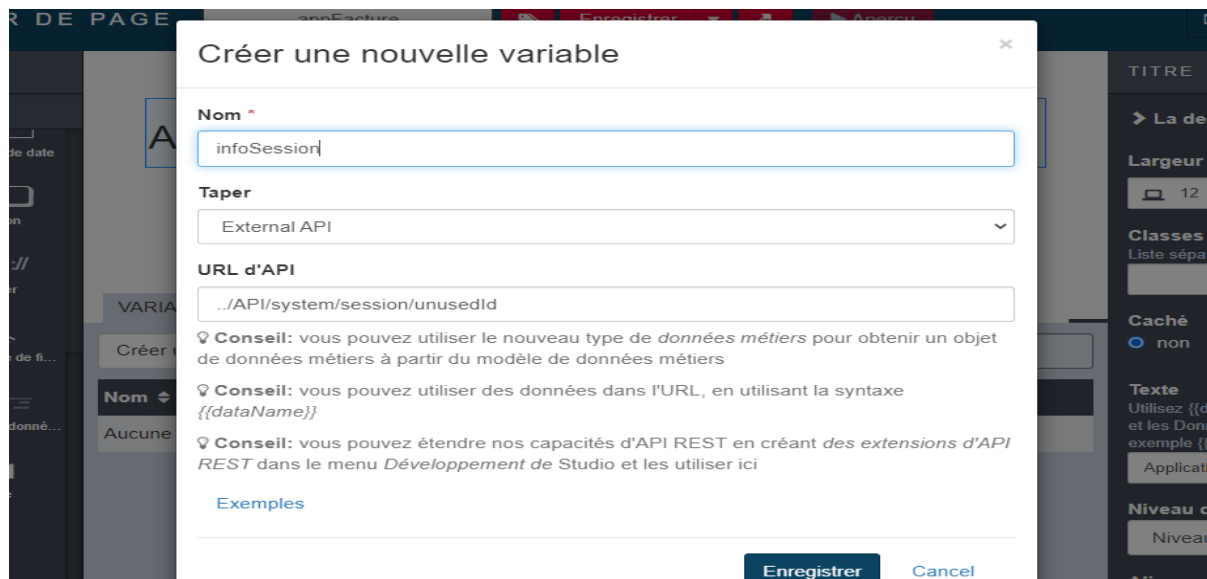 R DE PAGE appFacture Enregistrer Aperçu
Créer une nouvelle variable ×
TITRE
Nom *
La de
infoSession
de date
Largeur
Taper
12
on
External API
Classes
Liste sépa
://
URL d'API
er
../API/system/session/unusedId
VARIA
Caché
Conseil: vous pouvez utiliser le nouveau type de données métiers pour obtenir un objet
non
de fi...
Créer
de données métiers à partir du modèle de données métiers
Texte
Nom
Conseil: vous pouvez utiliser des données dans l'URL, en utilisant la syntaxe
Utilisez {{d
{{dataName}}
et les Don
donné...
Aucune
exemple {{
Conseil: vous pouvez étendre nos capacités d'API REST en créant des extensions d'API
REST dans le menu Développement de Studio et les utiliser ici
Applicati
Exemples
Niveau d
Niveau
Enregistrer Cancel